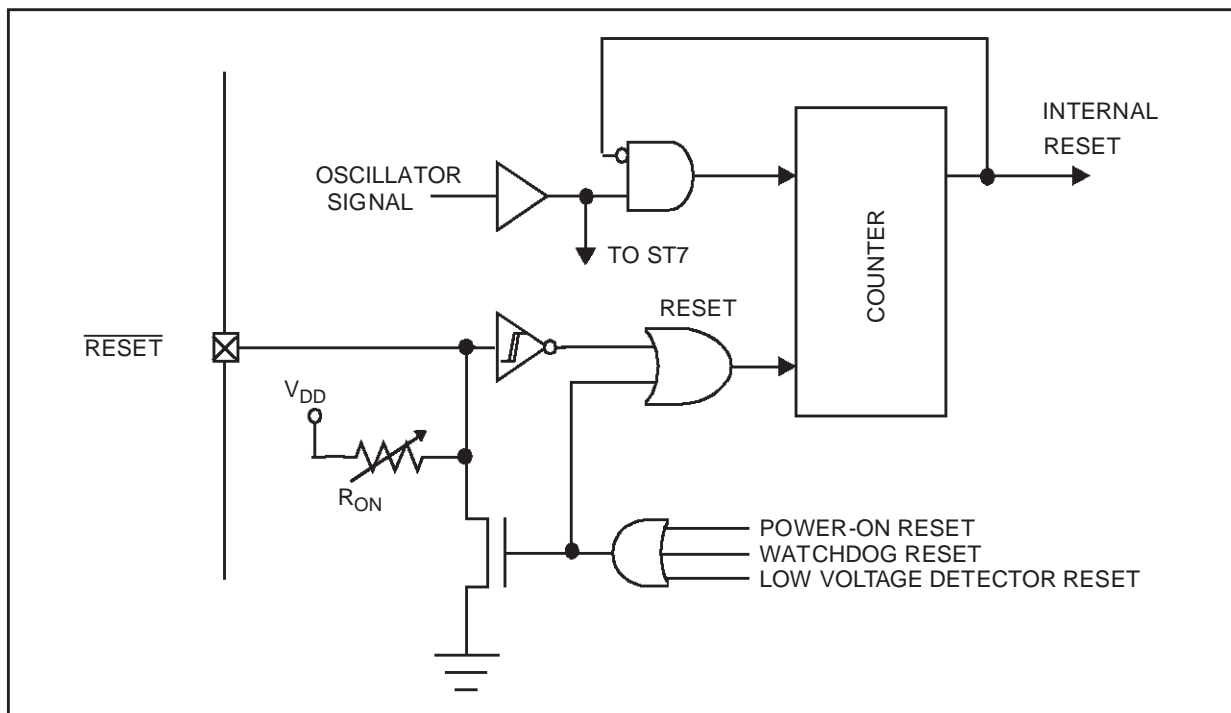 INTERNAL
RESET
OSCILLATOR
SIGNAL
TO ST7
COUNTER
RESET
RESET
VDD
RON
POWER-ON RESET
WATCHDOG RESET
LOW VOLTAGE DETECTOR RESET